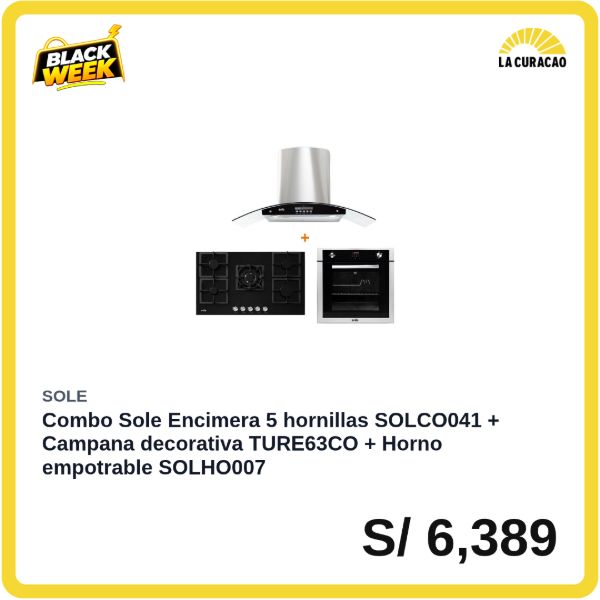 BLACK
WEEK
LA CURACAO
SOLE
Combo Sole Encimera 5 hornillas SOLCO041 +
Campana decorativa TURE63CO + Horno
empotrable SOLHO007
S/ 6,389